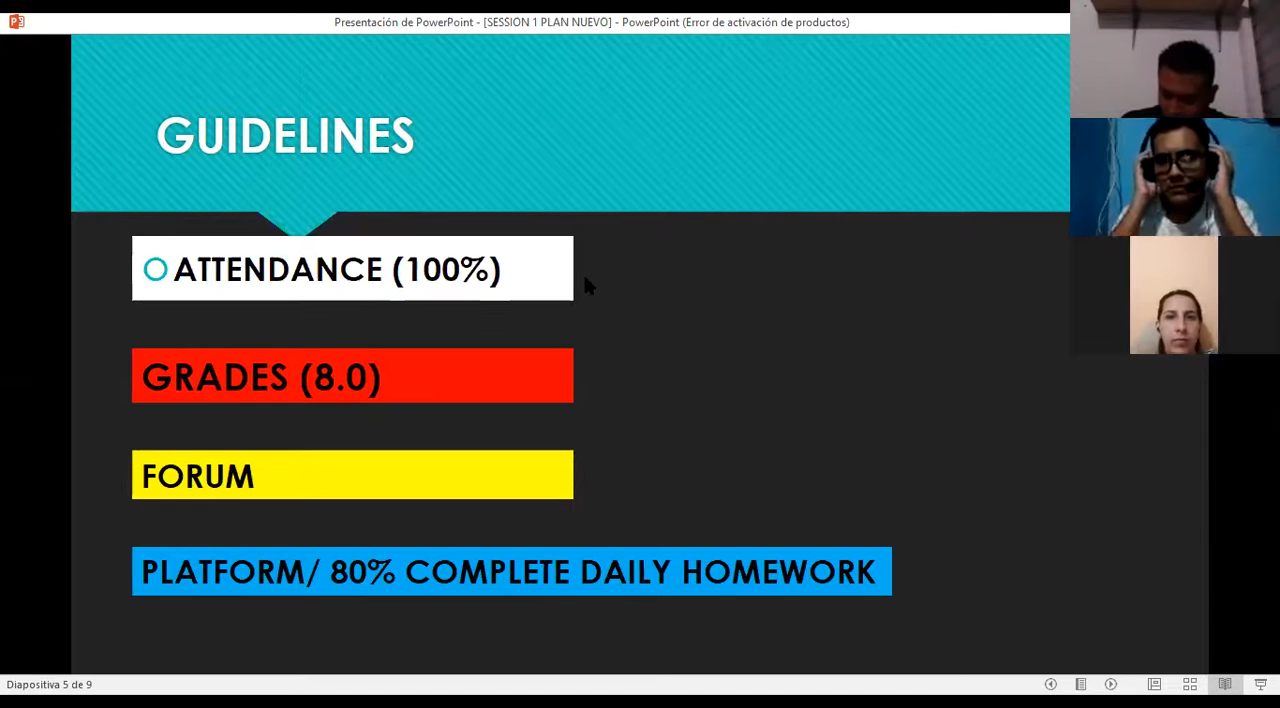 Presentación de PowerPoint - [SESSION 1 PLAN NUEVO] - PowerPoint (Error de activación de productos)
GUIDELINES
ATTENDANCE (100%)
GRADES (8.0)
FORUM
PLATFORM/ 80% COMPLETE DAILY HOMEWORK
Diapositiva 5 de 9